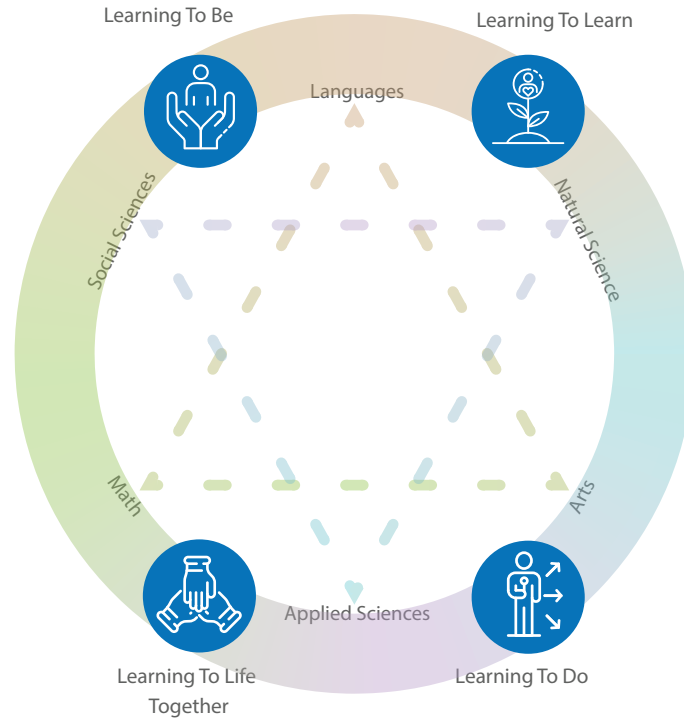 Learning To Be
Learning To Learn
Languages
Social Sciences
Natural Science
Math
Arts
Applied Sciences
Learning To Life
Together
Learning To Do